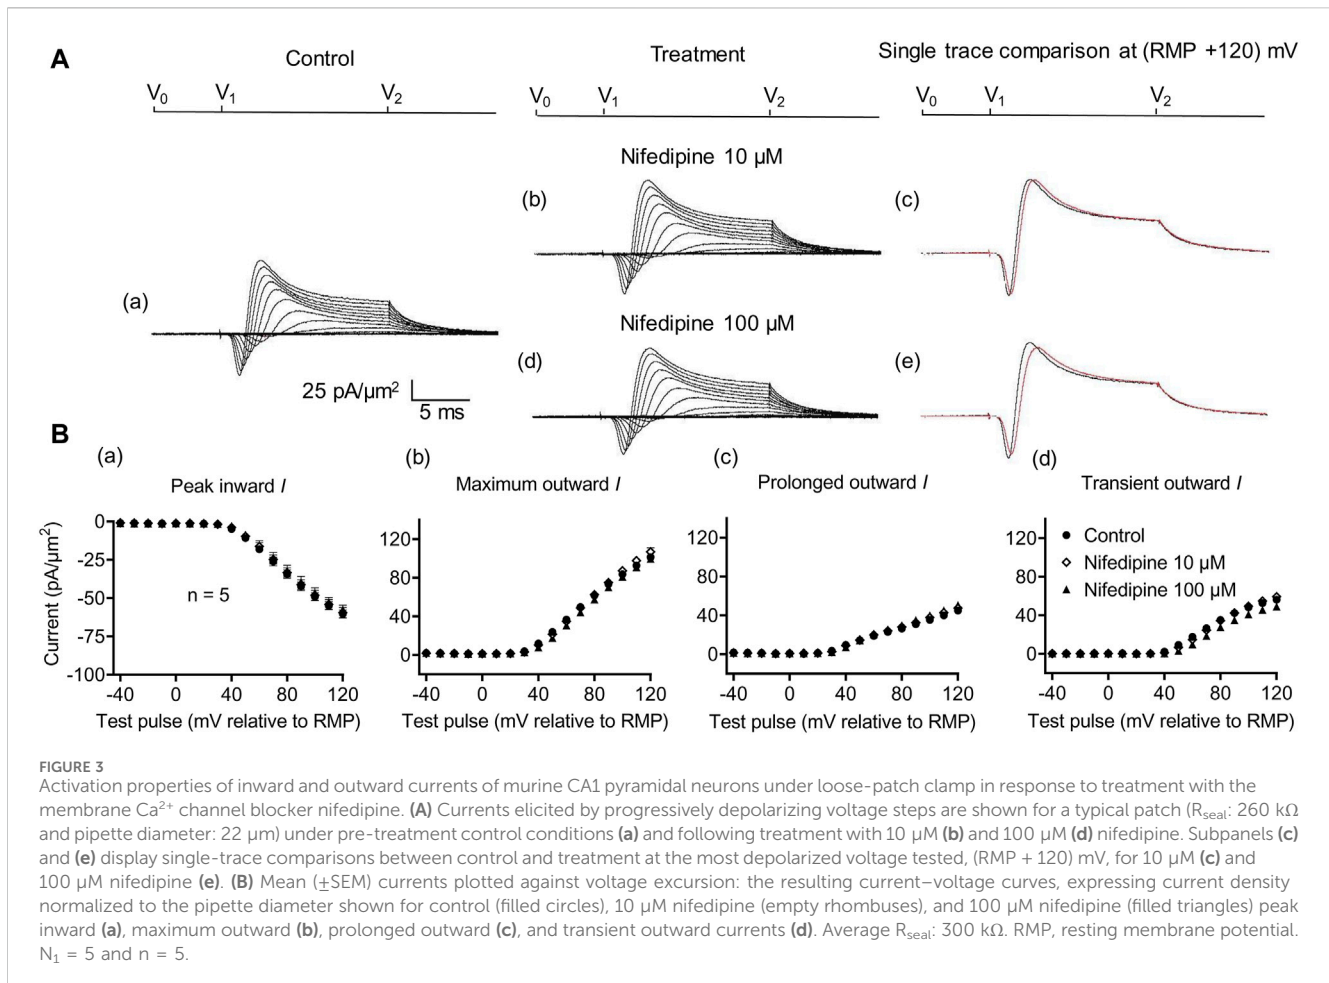 A
Control
Treatment
Single trace comparison at (RMP +120) mV
V0 V1 V2
V0 V1 V2
V0 V1 V2
Nifedipine 10 µM
(b)
(c)
(a)
Nifedipine 100 µM
(d)
(e)
25 pA/µm²
5 ms
B
(a)
Peak inward I
Current (pA/µm²)
0
-25
-50
-75
-100
n = 5
-40 0 40 80 120
Test pulse (mV relative to RMP)
(b)
Maximum outward I
120
80
40
0
-40 0 40 80 120
Test pulse (mV relative to RMP)
(c)
Prolonged outward I
120
80
40
0
-40 0 40 80 120
Test pulse (mV relative to RMP)
(d)
Transient outward I
120
80
40
0
Control
Nifedipine 10 µM
Nifedipine 100 µM
-40 0 40 80 120
Test pulse (mV relative to RMP)
FIGURE 3
Activation properties of inward and outward currents of murine CA1 pyramidal neurons under loose-patch clamp in response to treatment with the
membrane Ca²⁺ channel blocker nifedipine. (A) Currents elicited by progressively depolarizing voltage steps are shown for a typical patch (Rseal: 260 kΩ
and pipette diameter: 22 µm) under pre-treatment control conditions (a) and following treatment with 10 µM (b) and 100 µM (d) nifedipine. Subpanels (c)
and (e) display single-trace comparisons between control and treatment at the most depolarized voltage tested, (RMP + 120) mV, for 10 µM (c) and
100 µM nifedipine (e). (B) Mean (±SEM) currents plotted against voltage excursion: the resulting current–voltage curves, expressing current density
normalized to the pipette diameter shown for control (filled circles), 10 µM nifedipine (empty rhombuses), and 100 µM nifedipine (filled triangles) peak
inward (a), maximum outward (b), prolonged outward (c), and transient outward currents (d). Average Rseal: 300 kΩ. RMP, resting membrane potential.
N₁ = 5 and n = 5.